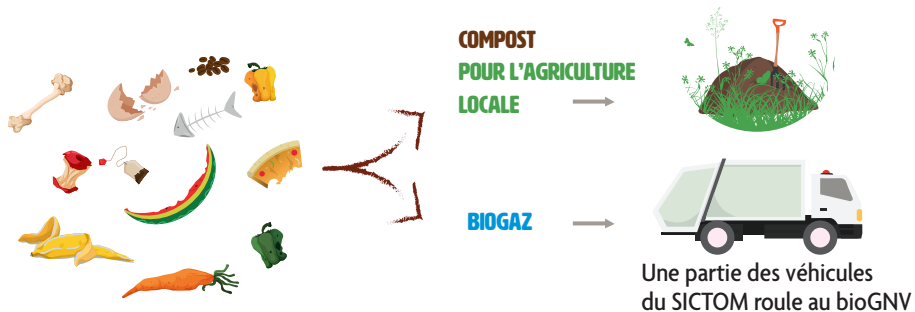 COMPOST
POUR L'AGRICULTURE
LOCALE
BIOGAZ
Une partie des véhicules
du SICTOM roule au bioGNV